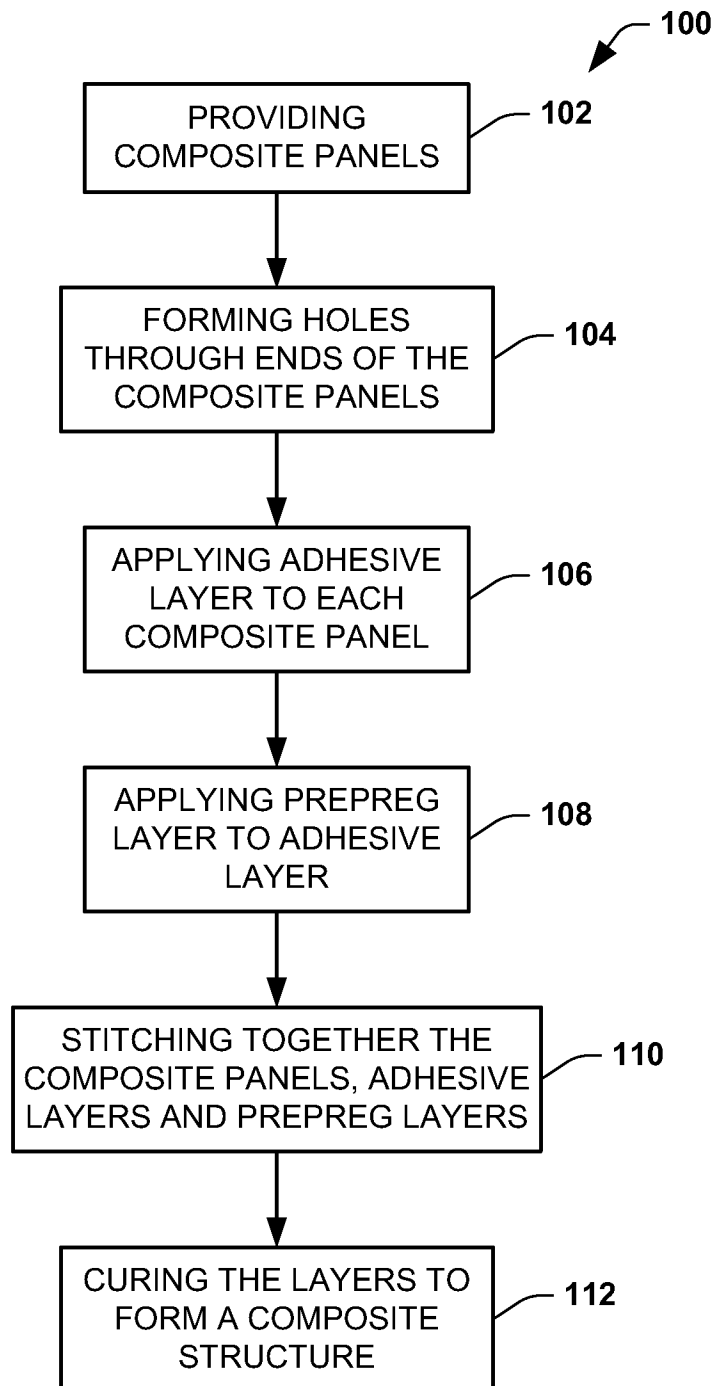 100
PROVIDING
COMPOSITE PANELS
102
FORMING HOLES
THROUGH ENDS OF THE
COMPOSITE PANELS
104
APPLYING ADHESIVE
LAYER TO EACH
COMPOSITE PANEL
106
APPLYING PREPREG
LAYER TO ADHESIVE
LAYER
108
STITCHING TOGETHER THE
COMPOSITE PANELS, ADHESIVE
LAYERS AND PREPREG LAYERS
110
CURING THE LAYERS TO
FORM A COMPOSITE
STRUCTURE
112